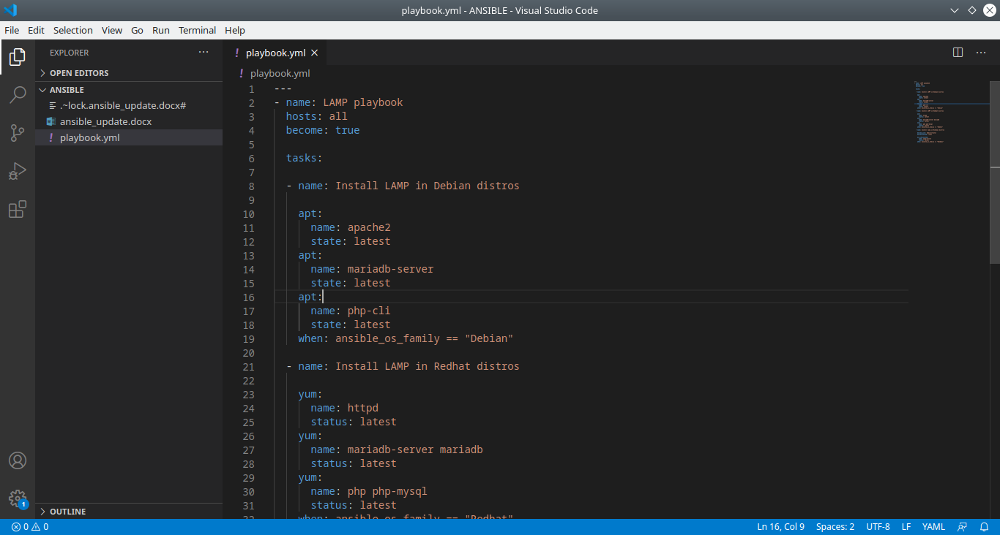 playbook.yml - ANSIBLE - Visual Studio Code
File Edit Selection View Go Run Terminal Help
EXPLORER
OPEN EDITORS
ANSIBLE
.~lock.ansible_update.docx#
ansible_update.docx
! playbook.yml
OUTLINE
1
! playbook.yml
! playbook.yml
1 ---
2 - name: LAMP playbook
3   hosts: all
4   become: true
5
6   tasks:
7
8   - name: Install LAMP in Debian distros
9
10     apt:
11       name: apache2
12       state: latest
13     apt:
14       name: mariadb-server
15       state: latest
16     apt:
17       name: php-cli
18       state: latest
19     when: ansible_os_family == "Debian"
20
21   - name: Install LAMP in Redhat distros
22
23     yum:
24       name: httpd
25       status: latest
26     yum:
27       name: mariadb-server mariadb
28       status: latest
29     yum:
30       name: php php-mysql
31       status: latest
32     when: ansible_os_family == "Redhat"
0 0 Ln 16, Col 9 Spaces: 2 UTF-8 LF YAML